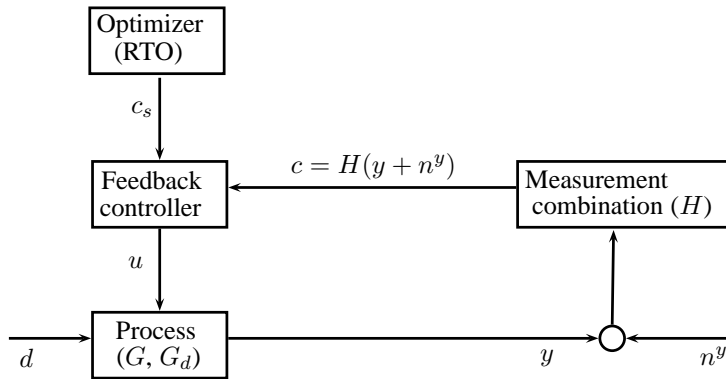 Optimizer
(RTO)
c_s
c = H(y + n^y)
Feedback
controller
Measurement
combination (H)
u
Process
(G, G_d)
d
y
n^y